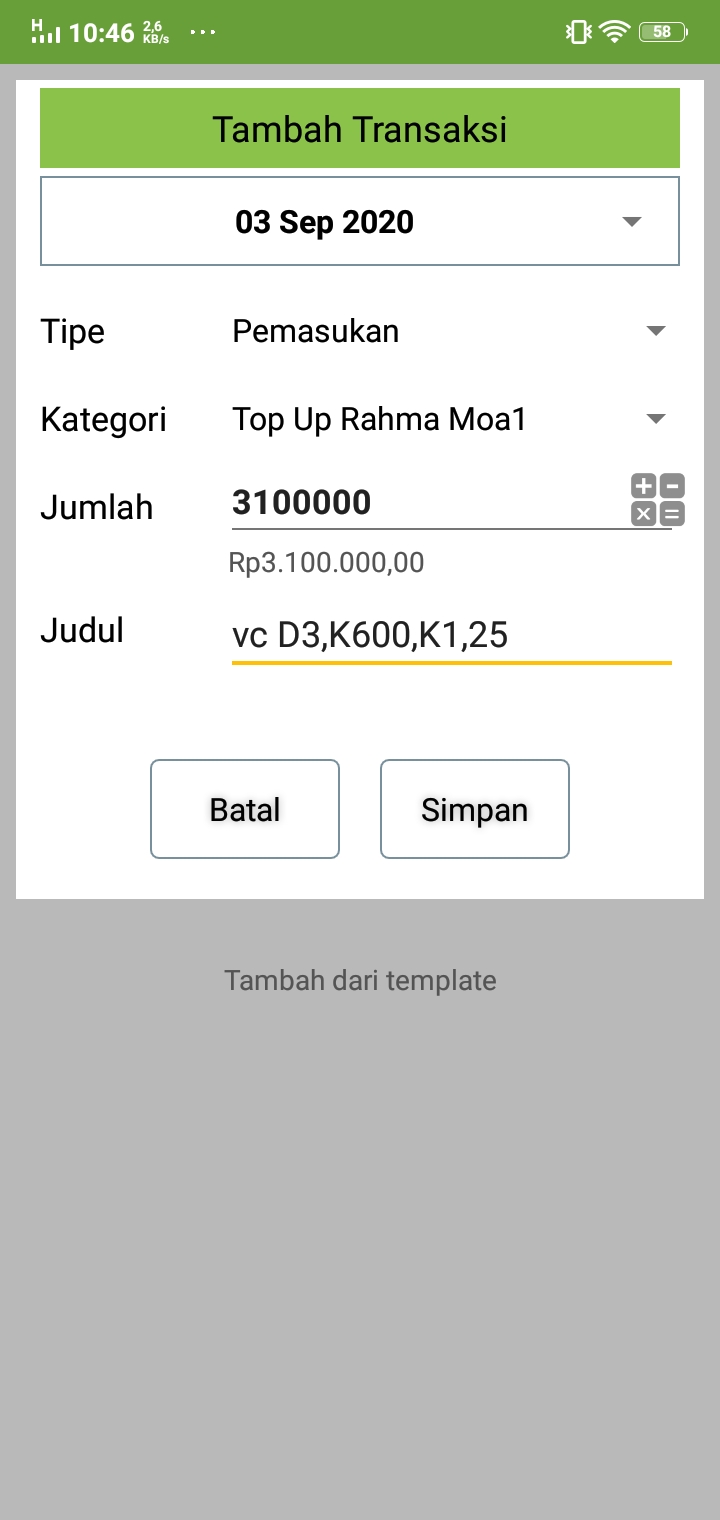 H 10:46 2,6 KB/s ... 58
Tambah Transaksi
03 Sep 2020
Tipe Pemasukan
Kategori Top Up Rahma Moa1
Jumlah 3100000
Rp3.100.000,00
Judul vc D3,K600,K1,25
Batal Simpan
Tambah dari template